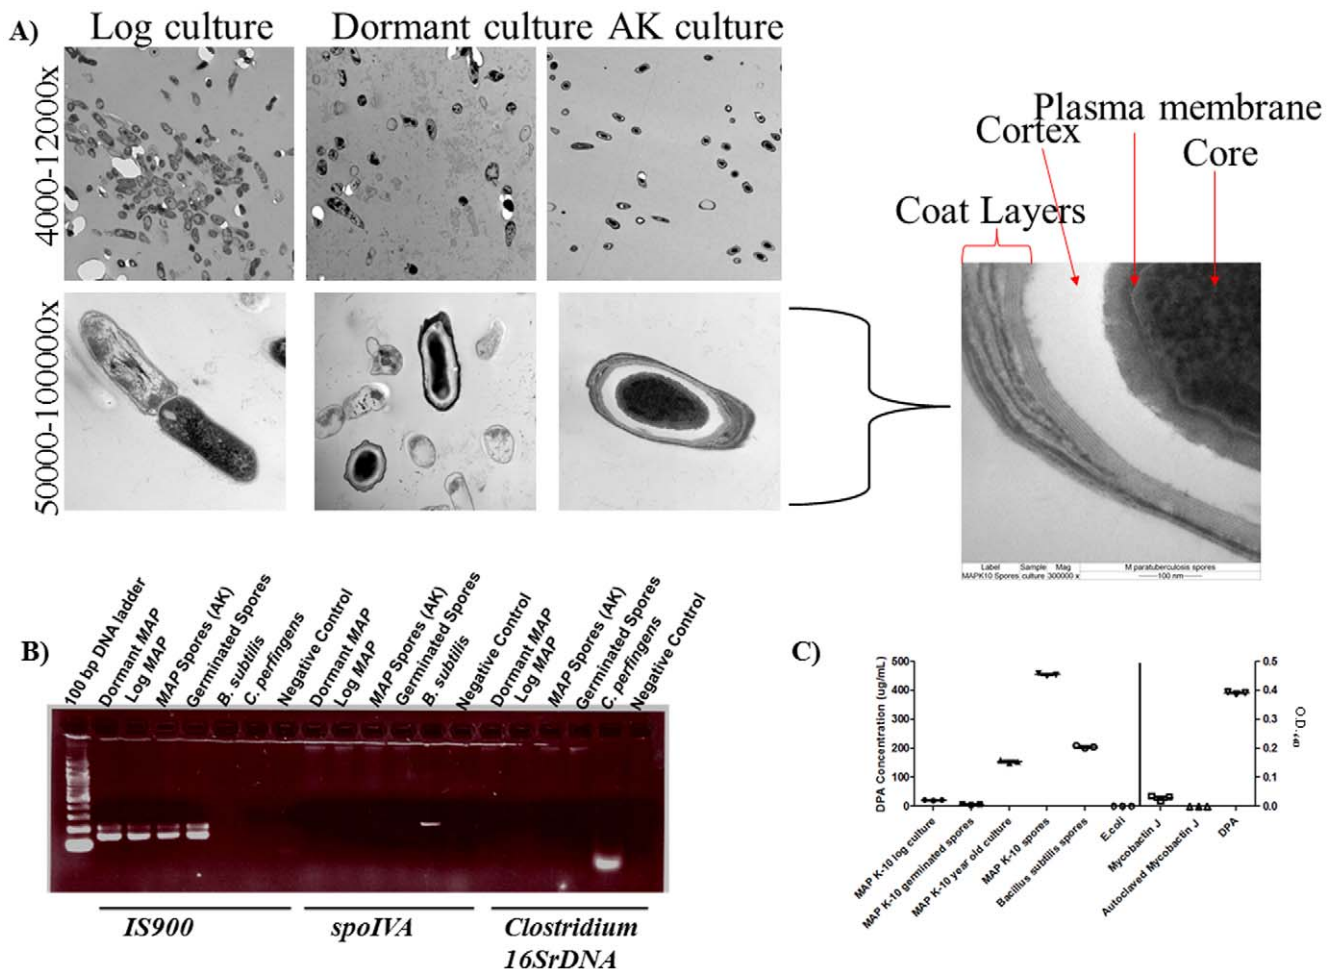 A)
Log culture
Dormant culture
AK culture
4000-12000x
50000-100000x
Plasma membrane
Cortex
Core
Coat Layers
Label Sample Mag M paratuberculosis spores
MAPK10 Spores culture 300000 x 100 nm
B)
100 bp DNA ladder
Dormant MAP
Log MAP
MAP Spores (AK)
Germinated Spores
B. subtilis
C. perfingens
Negative Control
Dormant MAP
Log MAP
MAP Spores (AK)
Germinated Spores
B. subtilis
Negative Control
Dormant MAP
Log MAP
MAP Spores (AK)
Germinated Spores
C. perfingens
Negative Control
IS900
spoIVA
Clostridium
16SrDNA
C)
DPA Concentration (ug/mL)
500
400
300
200
100
0
0.5
0.4
0.3
0.2
0.1
0.0
MAP K-10 log culture
MAP K-10 germinated spores
MAP K-10 year old culture
MAP K-10 spores
Bacillus subtilis spores
E.coli
Mycobactin J
Autoclaved Mycobactin J
DPA